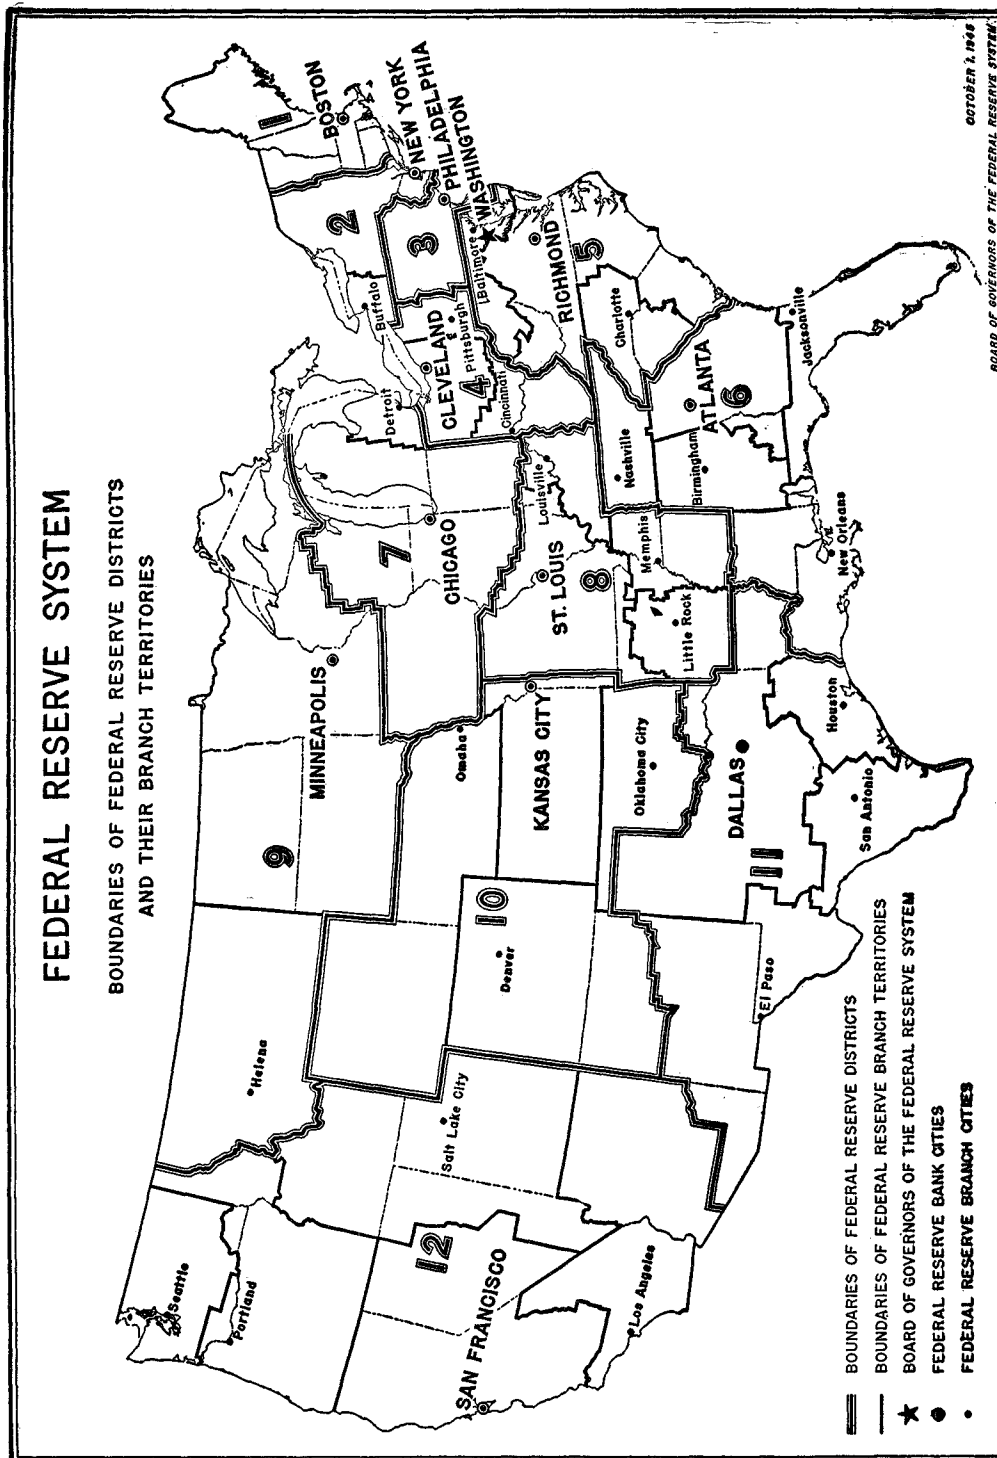 FEDERAL RESERVE SYSTEM
BOUNDARIES OF FEDERAL RESERVE DISTRICTS
AND THEIR BRANCH TERRITORIES
Seattle
Portland
Helena
9
MINNEAPOLIS
12
SAN FRANCISCO
Salt Lake City
Los Angeles
10
Denver
Omaha
KANSAS CITY
Oklahoma City
7
CHICAGO
Detroit
ST. LOUIS
8
Louisville
Little Rock
Memphis
4
CLEVELAND
Pittsburgh
Cincinnati
Buffalo
2
3
1
BOSTON
NEW YORK
PHILADELPHIA
WASHINGTON
Baltimore
RICHMOND
5
Charlotte
Nashville
Birmingham
ATLANTA
6
Jacksonville
New Orleans
DALLAS
11
El Paso
San Antonio
Houston
BOUNDARIES OF FEDERAL RESERVE DISTRICTS
BOUNDARIES OF FEDERAL RESERVE BRANCH TERRITORIES
BOARD OF GOVERNORS OF THE FEDERAL RESERVE SYSTEM
FEDERAL RESERVE BANK CITIES
FEDERAL RESERVE BRANCH CITIES
BOARD OF GOVERNORS OF THE FEDERAL RESERVE SYSTEM